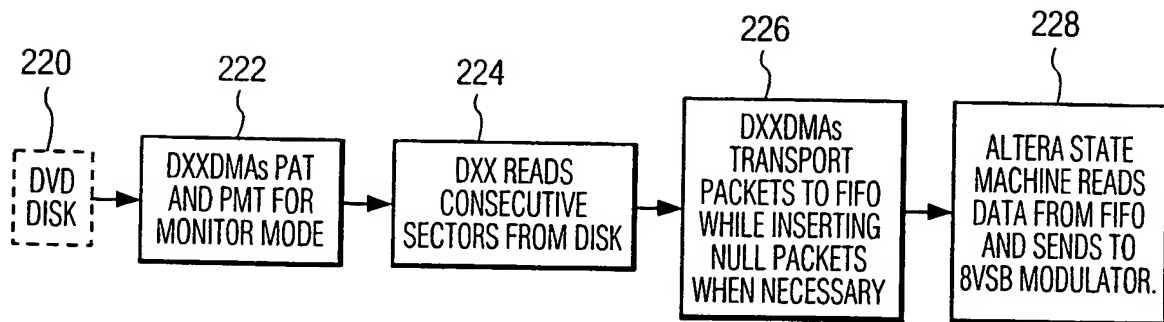 220
DVD
DISK
222
DXXDMAs PAT
AND PMT FOR
MONITOR MODE
224
DXX READS
CONSECUTIVE
SECTORS FROM DISK
226
DXXDMAs
TRANSPORT
PACKETS TO FIFO
WHILE INSERTING
NULL PACKETS
WHEN NECESSARY
228
ALTERA STATE
MACHINE READS
DATA FROM FIFO
AND SENDS TO
8VSB MODULATOR.